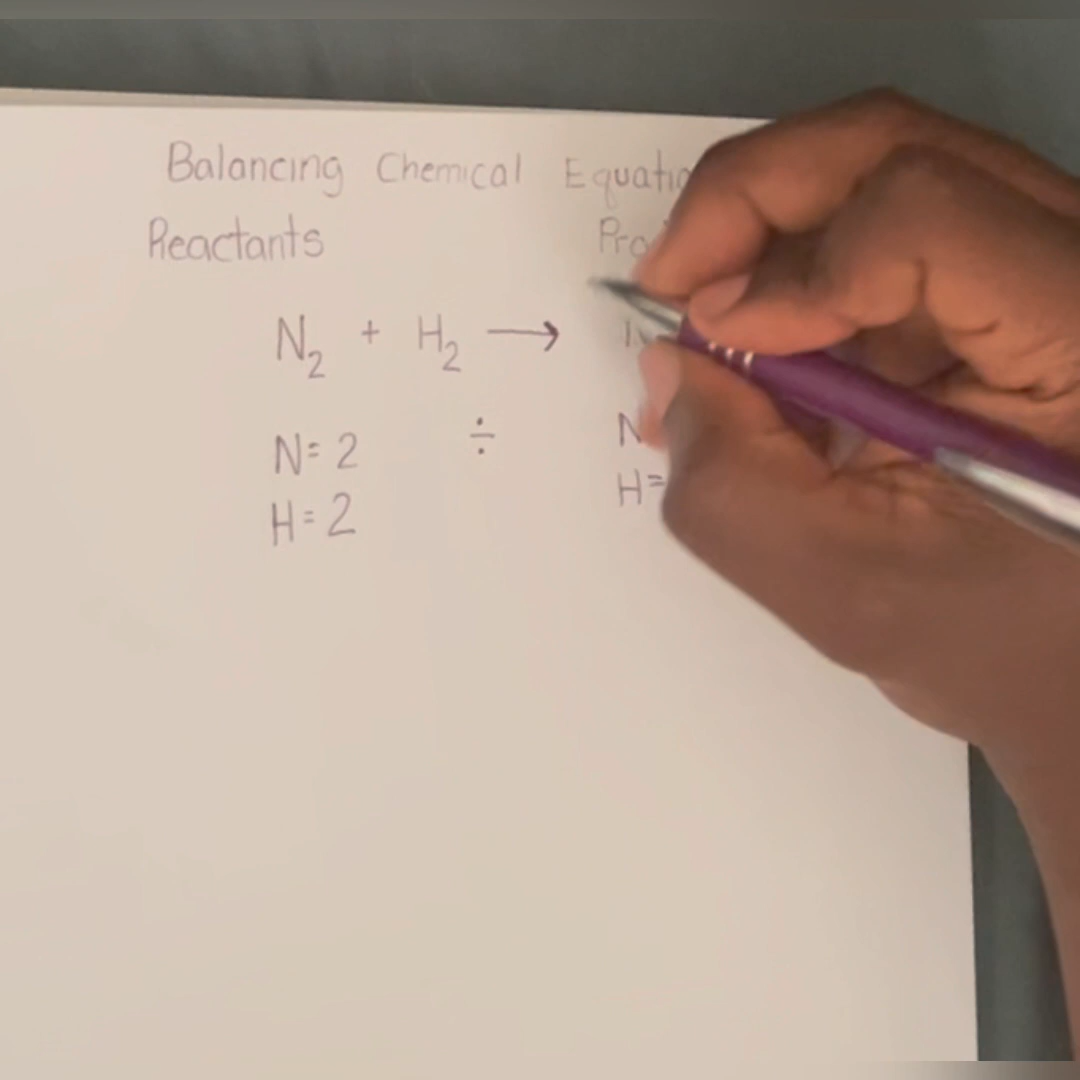 Balancing Chemical
Reactants
N₂ + H₂ →
N=2 ÷ N
H=2 H=